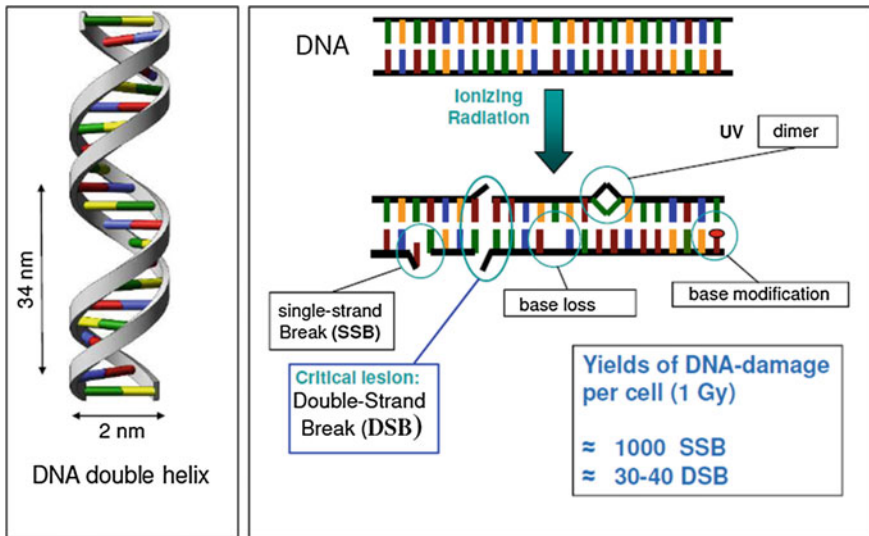 34 nm
2 nm
DNA double helix
DNA
Ionizing
Radiation
UV
dimer
single-strand
Break (SSB)
base loss
base modification
Critical lesion:
Double-Strand
Break (DSB)
Yields of DNA-damage
per cell (1 Gy)
≈ 1000 SSB
≈ 30-40 DSB